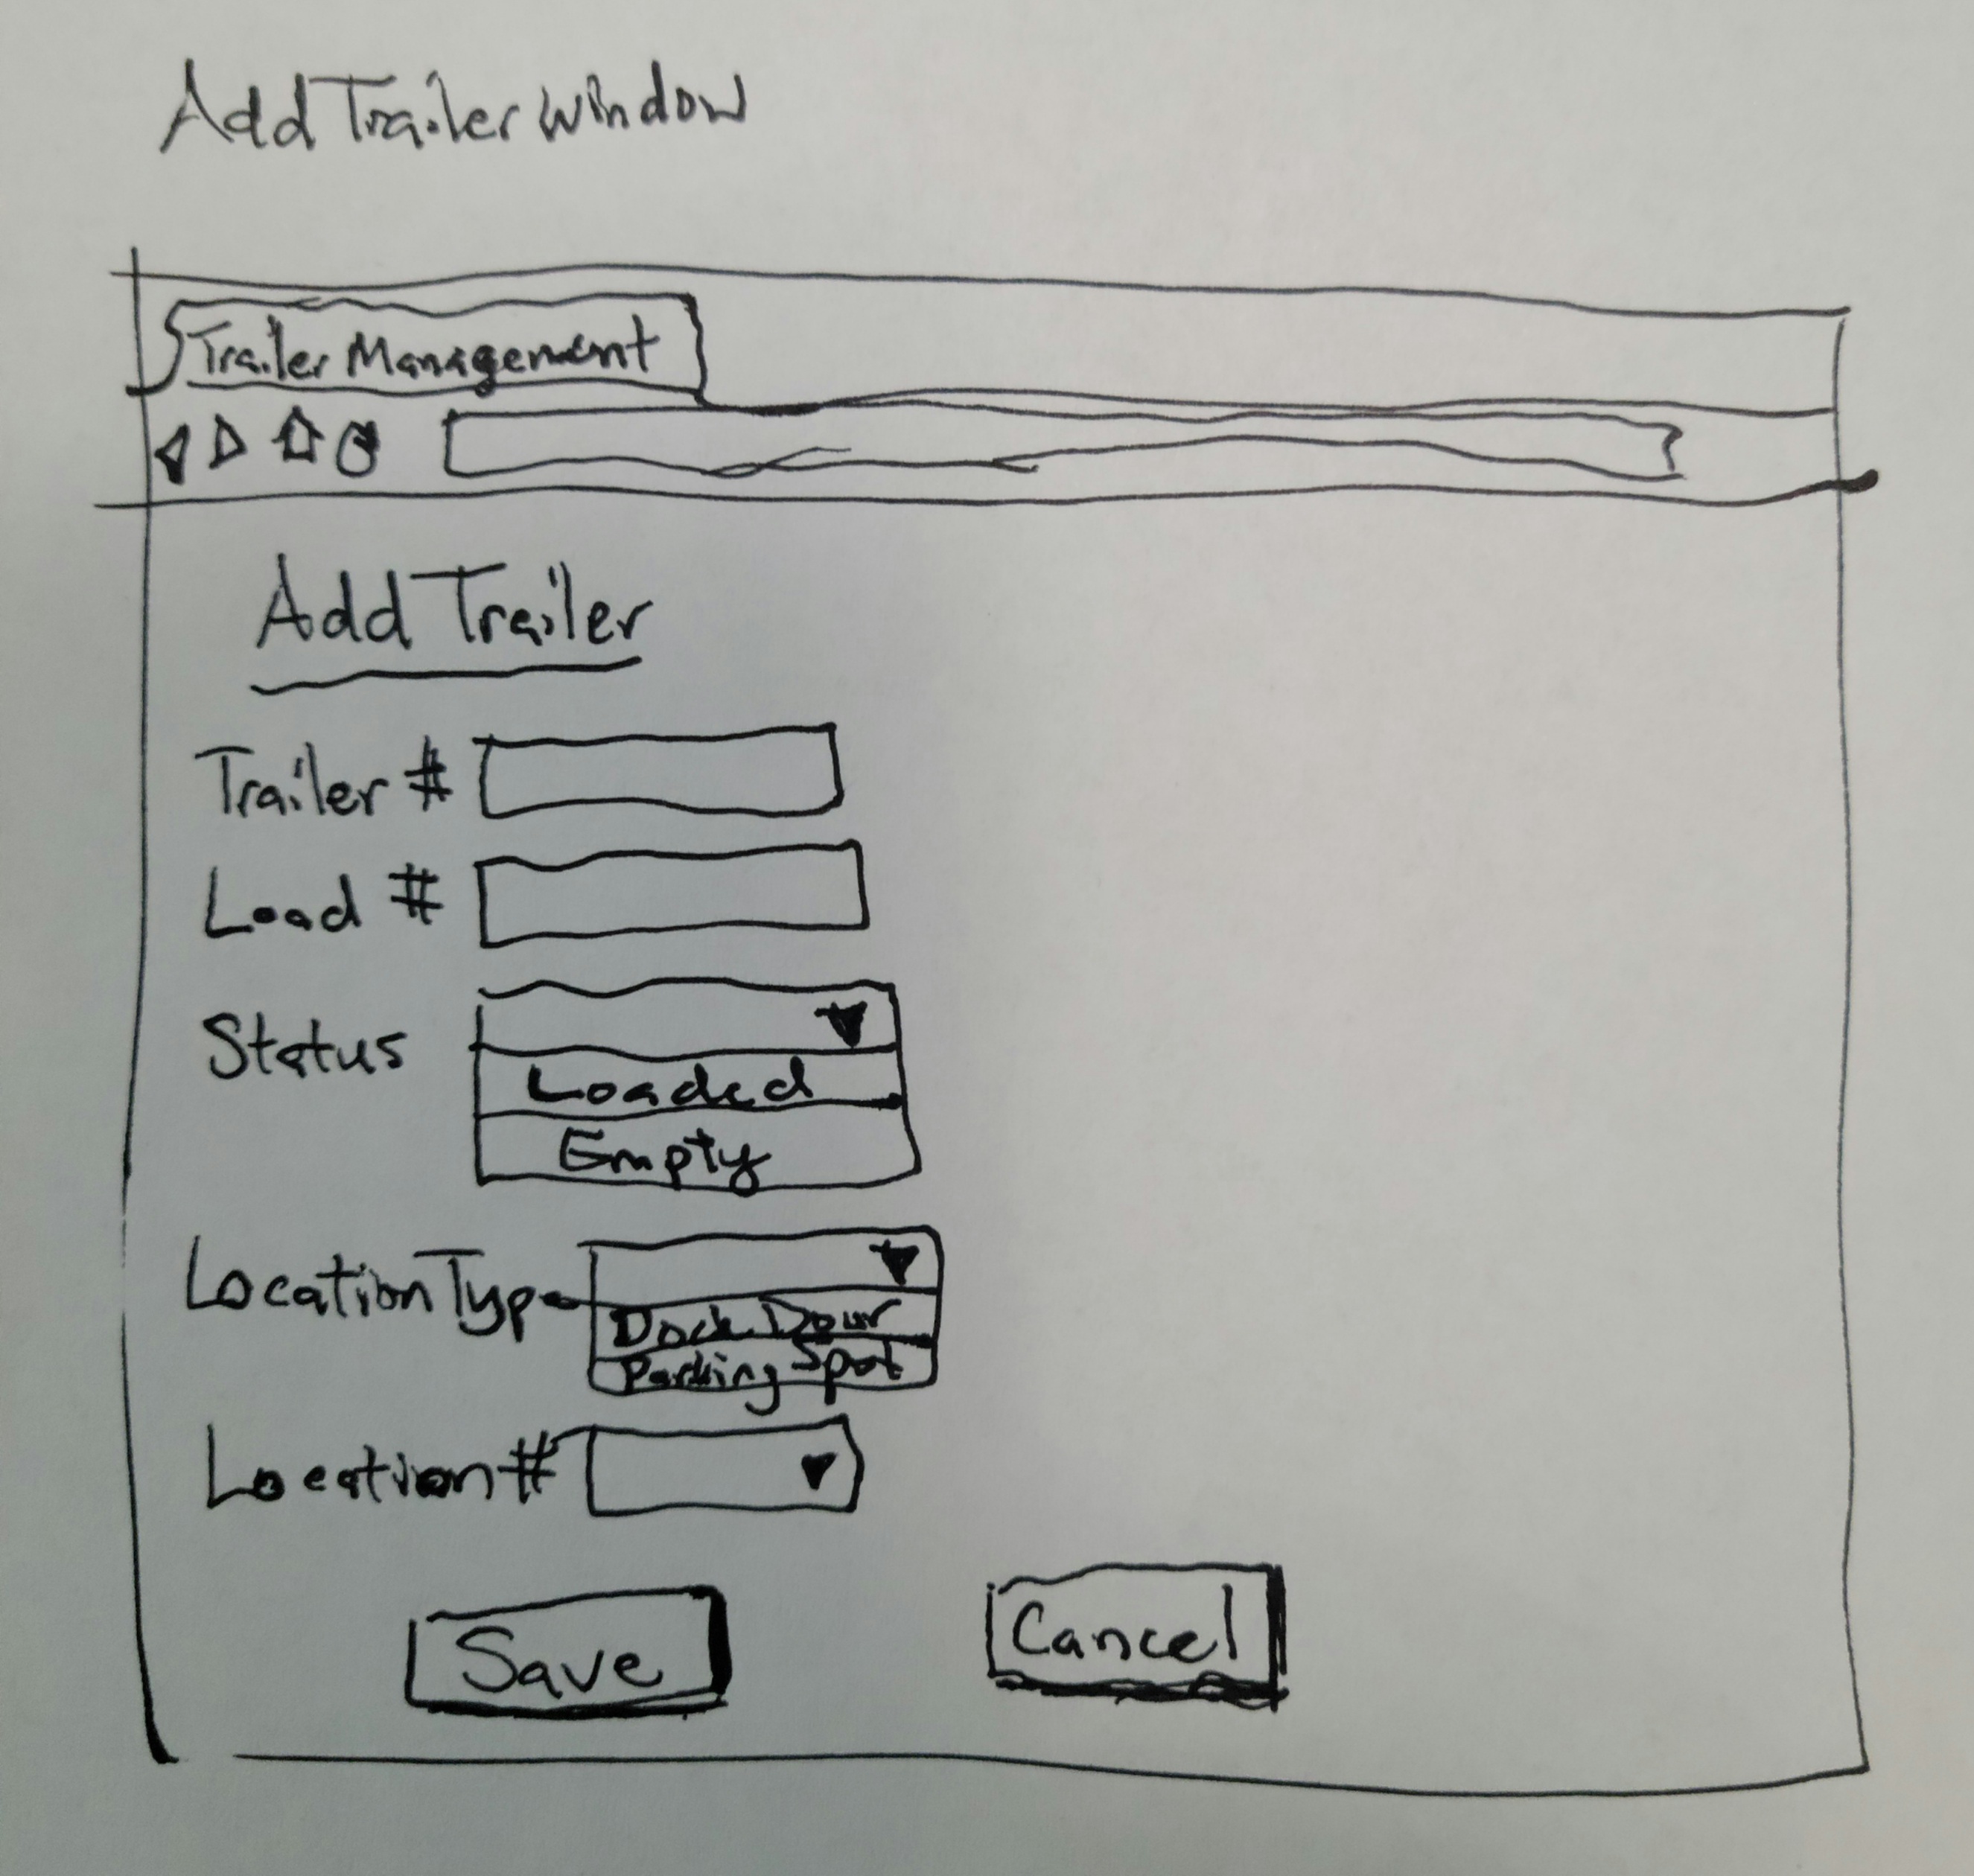 Add Trailer Window
Trailer Management
Add Trailer
Trailer #
Load #
Status
Loaded
Empty
Location Type
Dock Door
Parking Spot
Location #
Save
Cancel